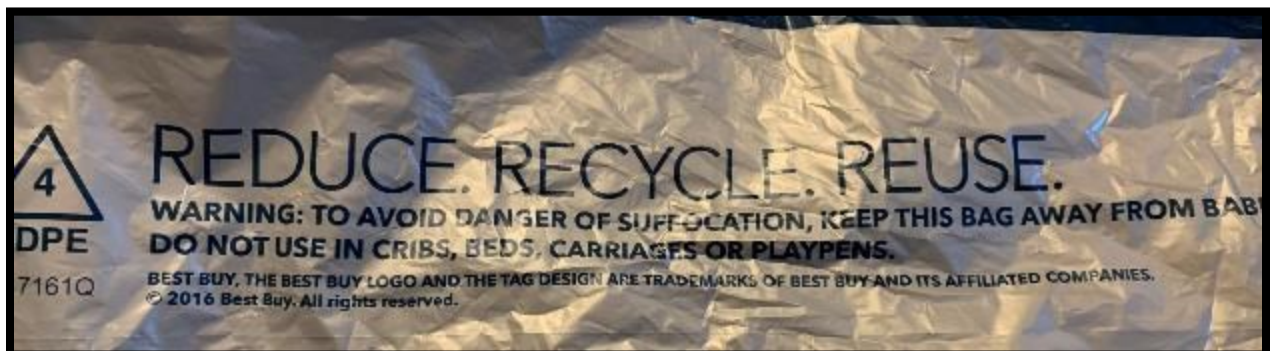 4
DPE
7161Q
REDUCE. RECYCLE. REUSE.
WARNING: TO AVOID DANGER OF SUFFOCATION, KEEP THIS BAG AWAY FROM BAB
DO NOT USE IN CRIBS, BEDS, CARRIAGES OR PLAYPENS.
BEST BUY, THE BEST BUY LOGO AND THE TAG DESIGN ARE TRADEMARKS OF BEST BUY AND ITS AFFILIATED COMPANIES.
© 2016 Best Buy. All rights reserved.